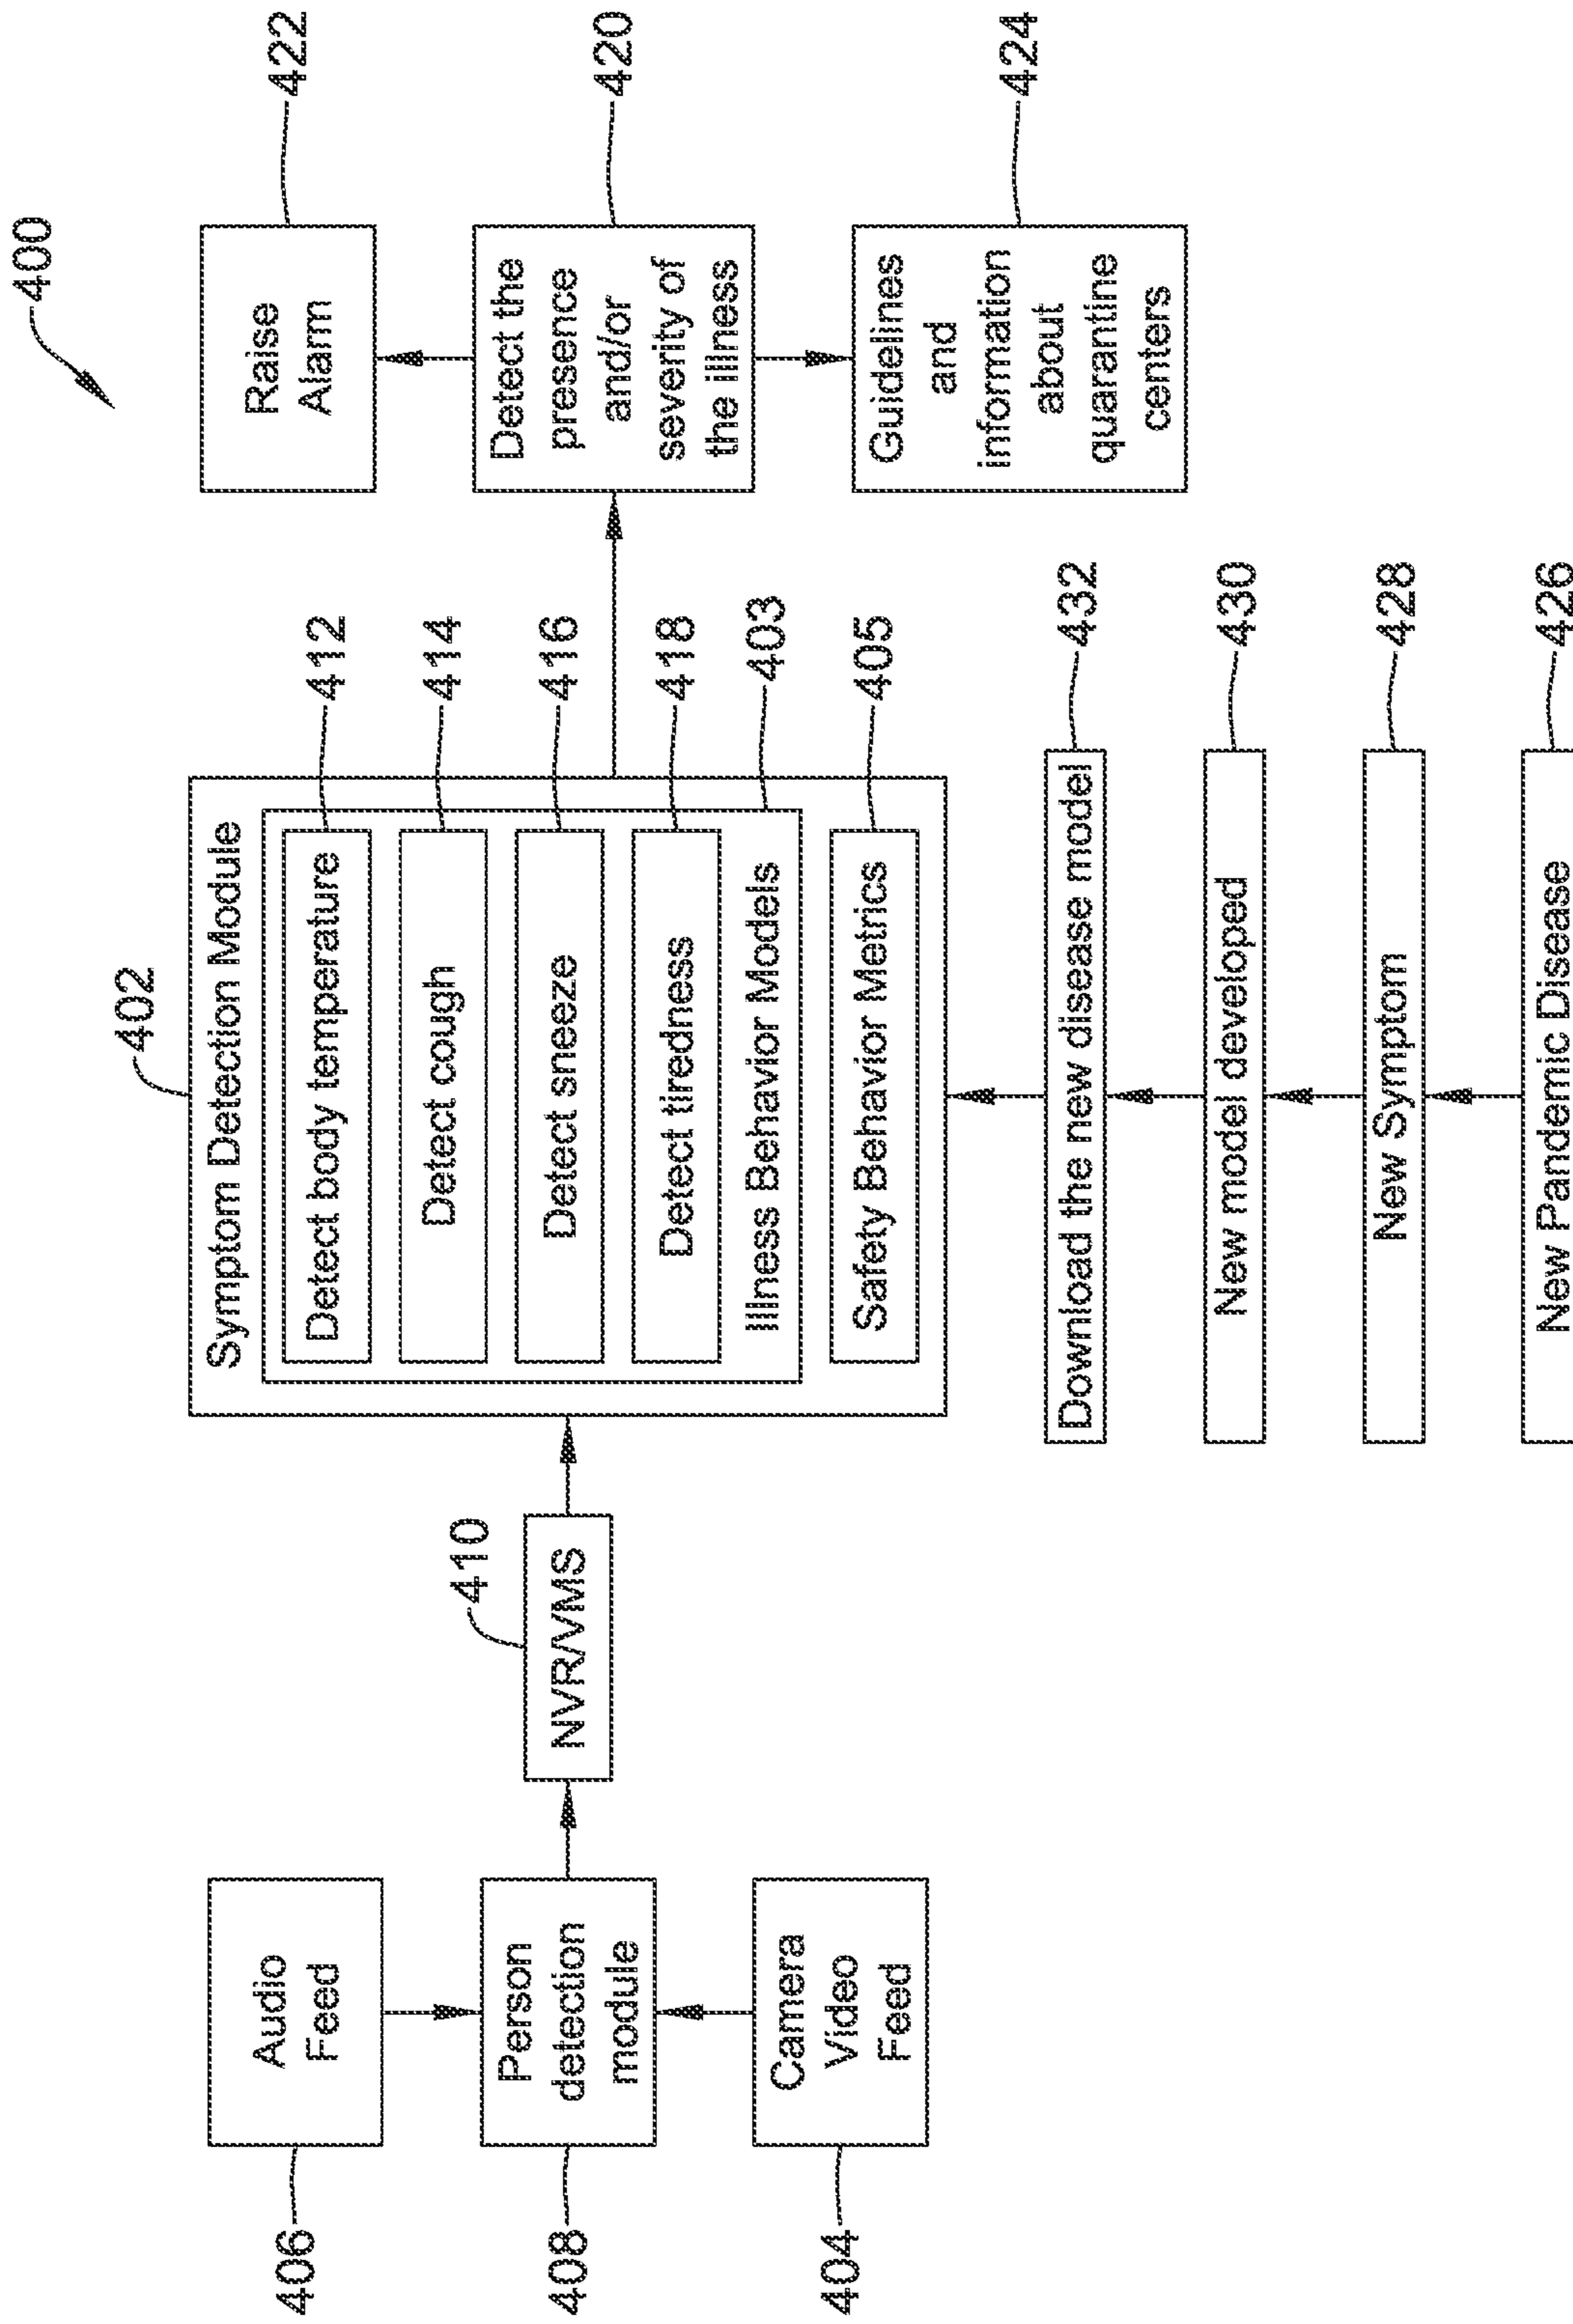 400
402
Symptom Detection Module
Detect body temperature
412
Detect cough
414
Detect sneeze
416
Detect tiredness
418
Illness Behavior Models
403
Safety Behavior Metrics
405
406
Audio
Feed
408
Person
detection
module
404
Camera
Video
Feed
410
NVR/VMS
Raise
Alarm
422
Detect the
presence
and/or
severity of
the illness
420
Guidelines
and
information
about
quarantine
centers
424
Download the new disease model
432
New model developed
430
New Symptom
428
New Pandemic Disease
426